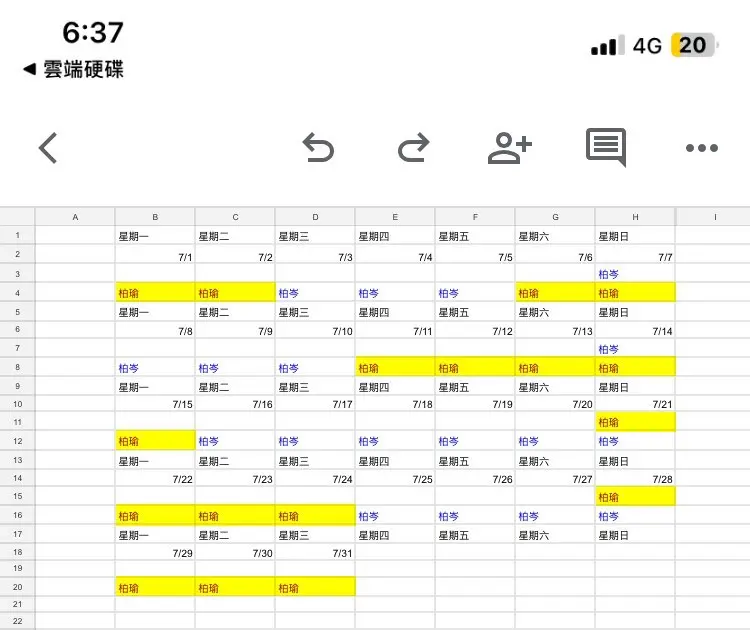 6:37
4G 20
◀ 雲端硬碟
A B C D E F G H I
1 星期一 星期二 星期三 星期四 星期五 星期六 星期日
2 7/1 7/2 7/3 7/4 7/5 7/6 7/7
3 柏岑
4 柏瑜 柏瑜 柏岑 柏岑 柏岑 柏瑜 柏瑜
5 星期一 星期二 星期三 星期四 星期五 星期六 星期日
6 7/8 7/9 7/10 7/11 7/12 7/13 7/14
7 柏岑
8 柏岑 柏岑 柏岑 柏瑜 柏瑜 柏瑜 柏瑜
9 星期一 星期二 星期三 星期四 星期五 星期六 星期日
10 7/15 7/16 7/17 7/18 7/19 7/20 7/21
11 柏瑜
12 柏瑜 柏岑 柏岑 柏岑 柏岑 柏岑 柏岑
13 星期一 星期二 星期三 星期四 星期五 星期六 星期日
14 7/22 7/23 7/24 7/25 7/26 7/27 7/28
15 柏瑜
16 柏瑜 柏瑜 柏瑜 柏岑 柏岑 柏岑 柏岑
17 星期一 星期二 星期三 星期四 星期五 星期六 星期日
18 7/29 7/30 7/31
19
20 柏瑜 柏瑜 柏瑜
21
22